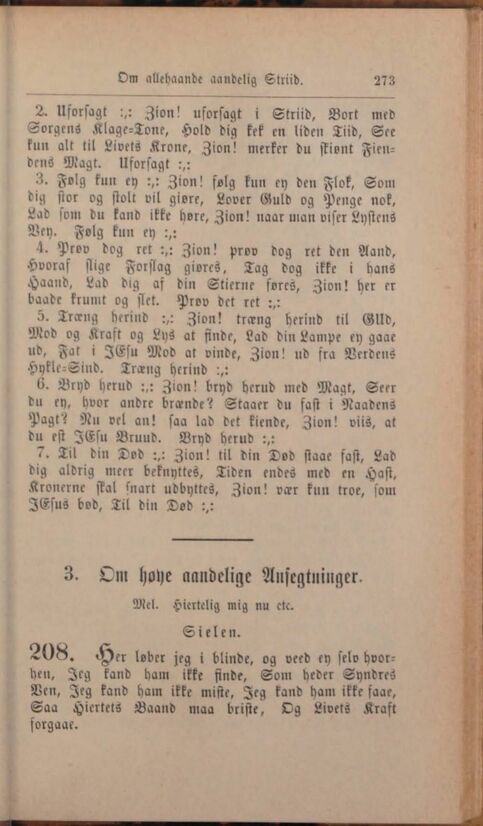 Om allehaande aandelig Striid. 273
2. Uforsagt :,: Zion! uforsagt i Striid, Bort med
Sorgens Klage-Tone, Hold dig kek en liden Tiid, See
kun alt til Livets Krone, Zion! merker du skiønt Fien-
dens Magt. Uforsagt :,:
3. Følg kun ey :,: Zion! følg kun ey den Flok, Som
dig stor og stolt vil giøre, Lover Guld og Penge nok,
Lad som du kand ikke høre, Zion! naar man viser Lystens
Vey. Følg kun ey :,:
4. Prøv dog ret :,: Zion! prøv dog ret den Aand,
Hvoraf slige Forslag giøres, Tag dog ikke i hans
Haand, Lad dig af din Stierne føres, Zion! her er
baade krumt og slet. Prøv det ret :,:
5. Træng herind :,: Zion! træng herind til GUd,
Mod og Kraft og Lys at finde, Lad din Lampe ey gaae
ud, Fat i JEsu Mod at vinde, Zion! ud fra Verdens
Hykle-Sind. Træng herind :,:
6. Bryd herud :,: Zion! bryd herud med Magt, Seer
du ey, hvor andre brænde? Staaer du fast i Naadens
Pagt? Nu vel an! saa lad det kiende, Zion! viis, at
du est JEsu Bruud. Bryd herud :,:
7. Til din Død :,: Zion! til din Død staae fast, Lad
dig aldrig meer beknyttes, Tiden endes med en Hast,
Kronerne skal snart udbyttes, Zion! vær kun troe, som
JEsus bød, Til din Død :,:
3. Om høye aandelige Anfegtninger.
Mel. Hiertelig mig nu etc.
Sielen.
208. Her løber jeg i blinde, og veed ey selv hvor-
hen, Jeg kand ham ikke finde, Som heder Syndres
Ven, Jeg kand ham ikke miste, Jeg kand ham ikke faae,
Saa Hiertets Baand maa briste, Og Livets Kraft
forgaae.